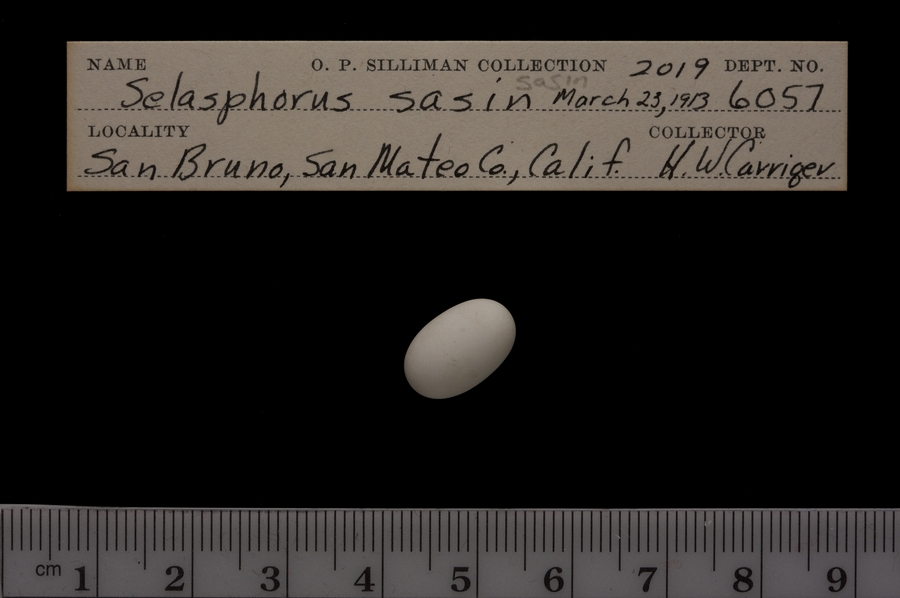 NAME O. P. SILLIMAN COLLECTION 2019 DEPT. NO.
sasin
Selasphorus sasin March 23, 1913 6057
LOCALITY COLLECTOR
San Bruno, San Mateo Co., Calif. H. W. Carriger
cm 1 2 3 4 5 6 7 8 9